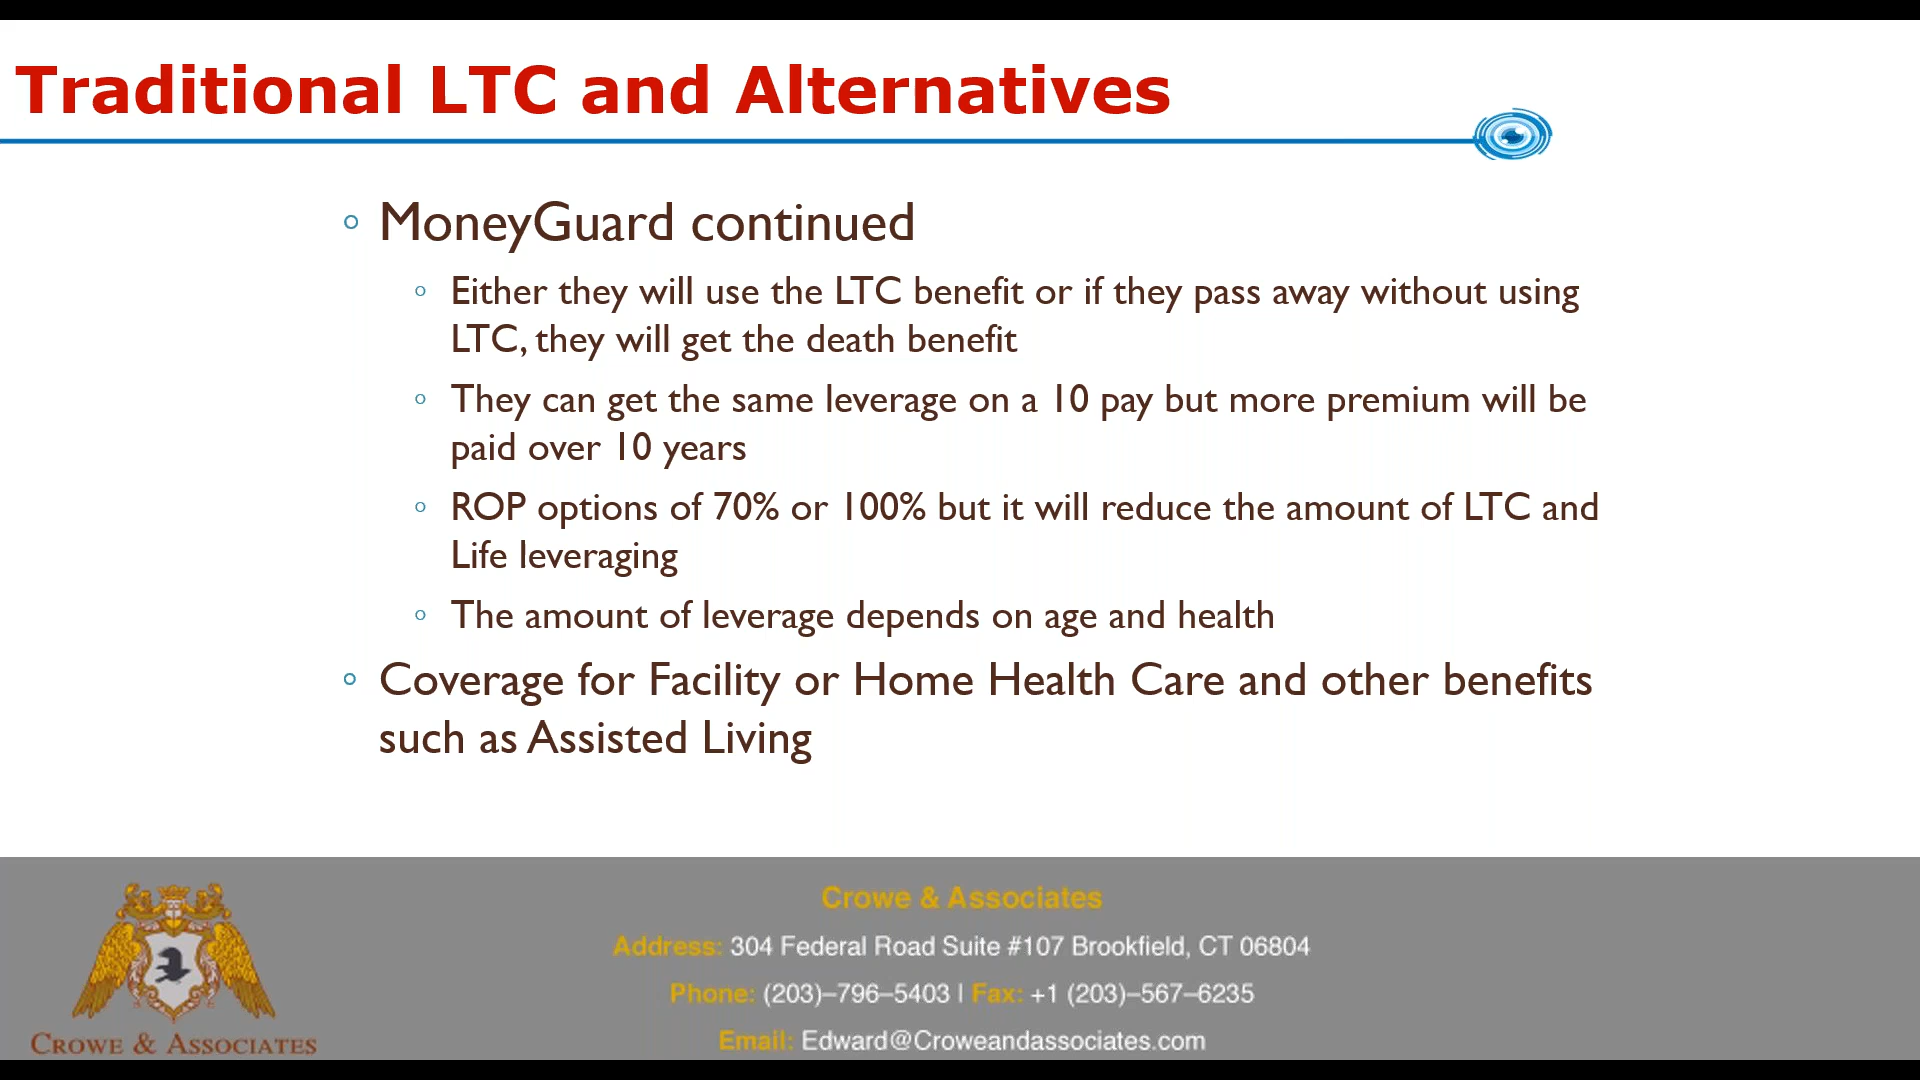 Traditional LTC and Alternatives
MoneyGuard continued
Either they will use the LTC benefit or if they pass away without using
LTC, they will get the death benefit
They can get the same leverage on a 10 pay but more premium will be
paid over 10 years
ROP options of 70% or 100% but it will reduce the amount of LTC and
Life leveraging
The amount of leverage depends on age and health
Coverage for Facility or Home Health Care and other benefits
such as Assisted Living
Crowe & Associates
Address: 304 Federal Road Suite #107 Brookfield, CT 06804
Phone: (203)–796–5403 | Fax: +1 (203)–567–6235
Email: Edward@Croweandassociates.com
CROWE & ASSOCIATES